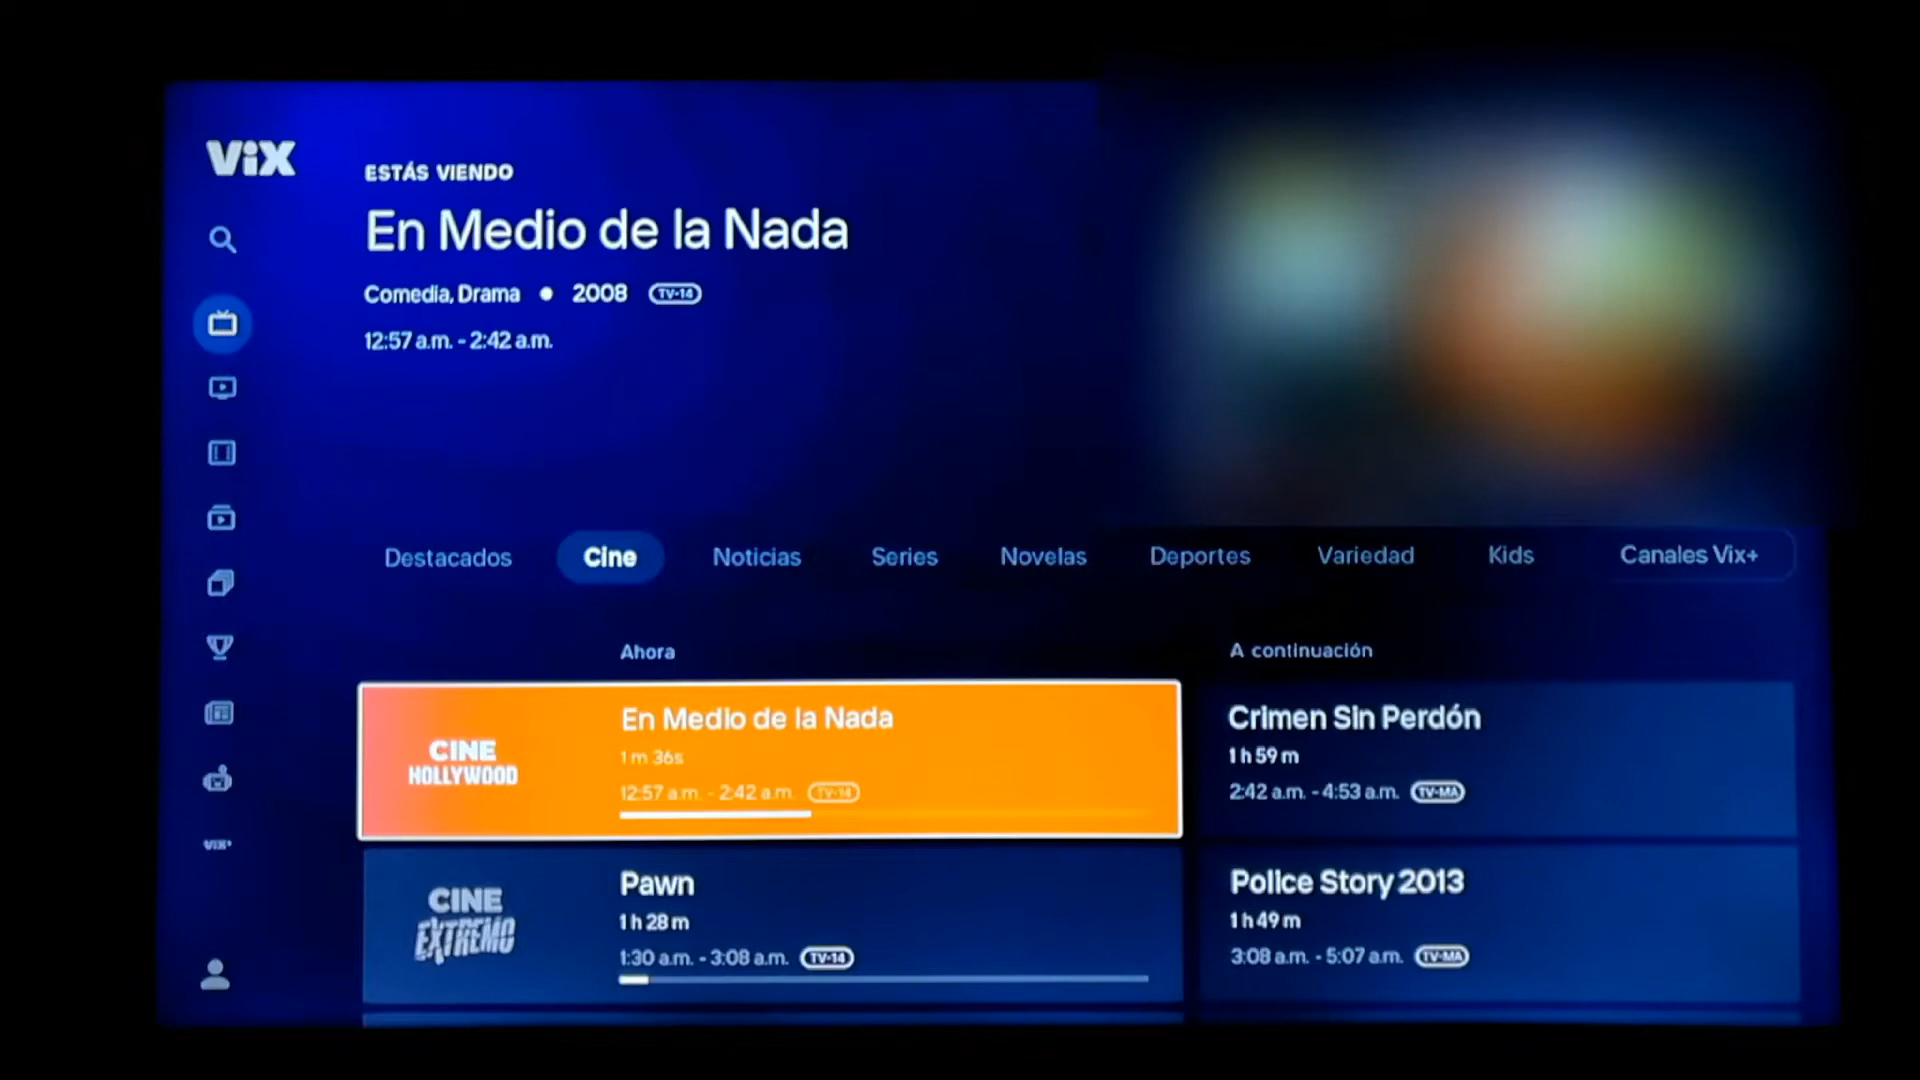 ViX
ESTÁS VIENDO
En Medio de la Nada
Comedia, Drama • 2008 TV-14
12:57 a.m. - 2:42 a.m.
Destacados Cine Noticias Series Novelas Deportes Variedad Kids Canales Vix+
Ahora
A continuación
CINE
HOLLYWOOD
En Medio de la Nada
1 m 36s
12:57 a.m. - 2:42 a.m. TV-14
Crimen Sin Perdón
1 h 59 m
2:42 a.m. - 4:53 a.m. TV-MA
CINE
EXTREMO
Pawn
1 h 28 m
1:30 a.m. - 3:08 a.m. TV-14
Police Story 2013
1 h 49 m
3:08 a.m. - 5:07 a.m. TV-MA
ViX+